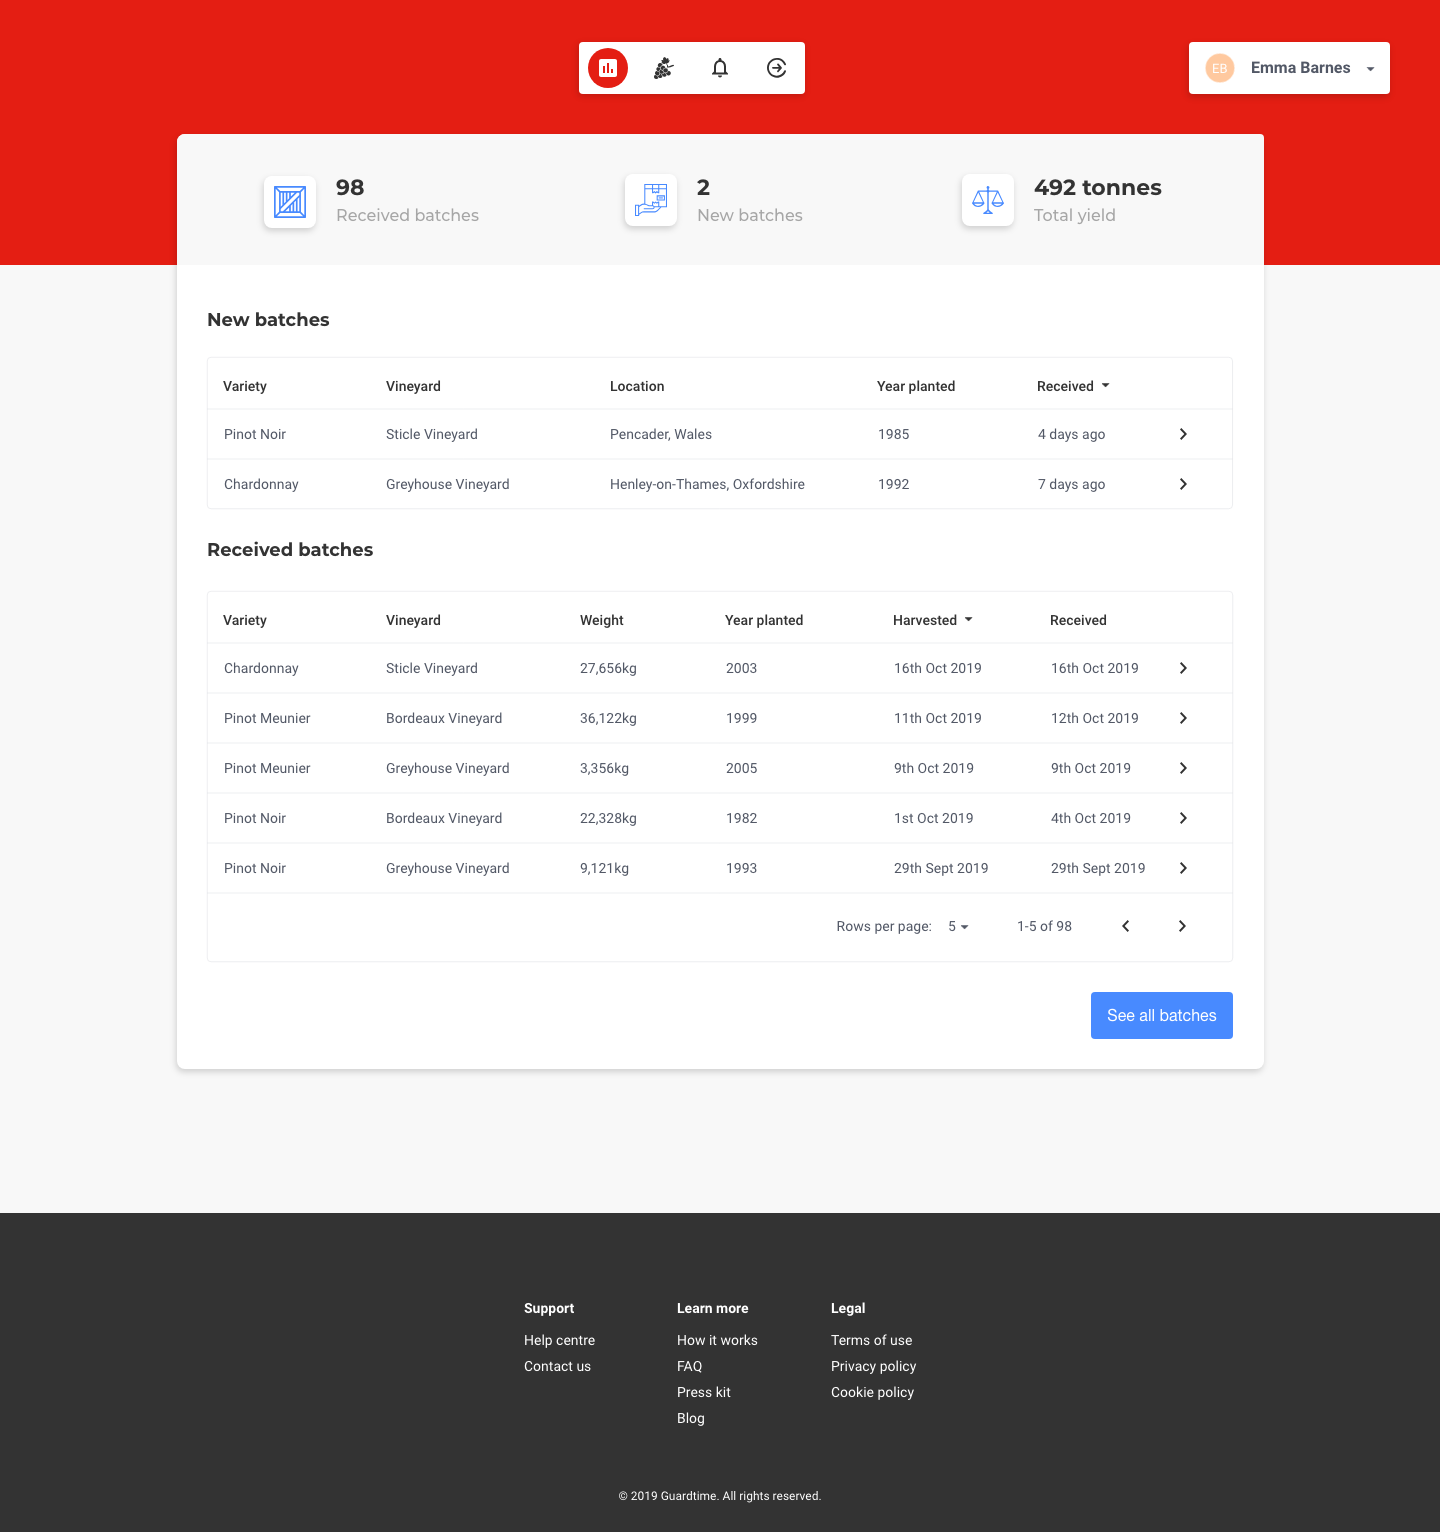 EB Emma Barnes
98
Received batches
2
New batches
492 tonnes
Total yield
New batches
Variety Vineyard Location Year planted Received
Pinot Noir Sticle Vineyard Pencader, Wales 1985 4 days ago
Chardonnay Greyhouse Vineyard Henley-on-Thames, Oxfordshire 1992 7 days ago
Received batches
Variety Vineyard Weight Year planted Harvested Received
Chardonnay Sticle Vineyard 27,656kg 2003 16th Oct 2019 16th Oct 2019
Pinot Meunier Bordeaux Vineyard 36,122kg 1999 11th Oct 2019 12th Oct 2019
Pinot Meunier Greyhouse Vineyard 3,356kg 2005 9th Oct 2019 9th Oct 2019
Pinot Noir Bordeaux Vineyard 22,328kg 1982 1st Oct 2019 4th Oct 2019
Pinot Noir Greyhouse Vineyard 9,121kg 1993 29th Sept 2019 29th Sept 2019
Rows per page: 5 1-5 of 98
See all batches
Support
Help centre
Contact us
Learn more
How it works
FAQ
Press kit
Blog
Legal
Terms of use
Privacy policy
Cookie policy
© 2019 Guardtime. All rights reserved.